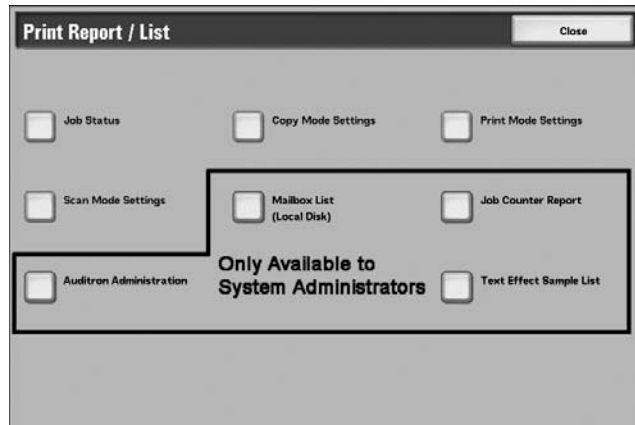 Print Report / List
Close
Job Status
Copy Mode Settings
Print Mode Settings
Scan Mode Settings
Mailbox List
(Local Disk)
Job Counter Report
Auditron Administration
Only Available to
System Administrators
Text Effect Sample List